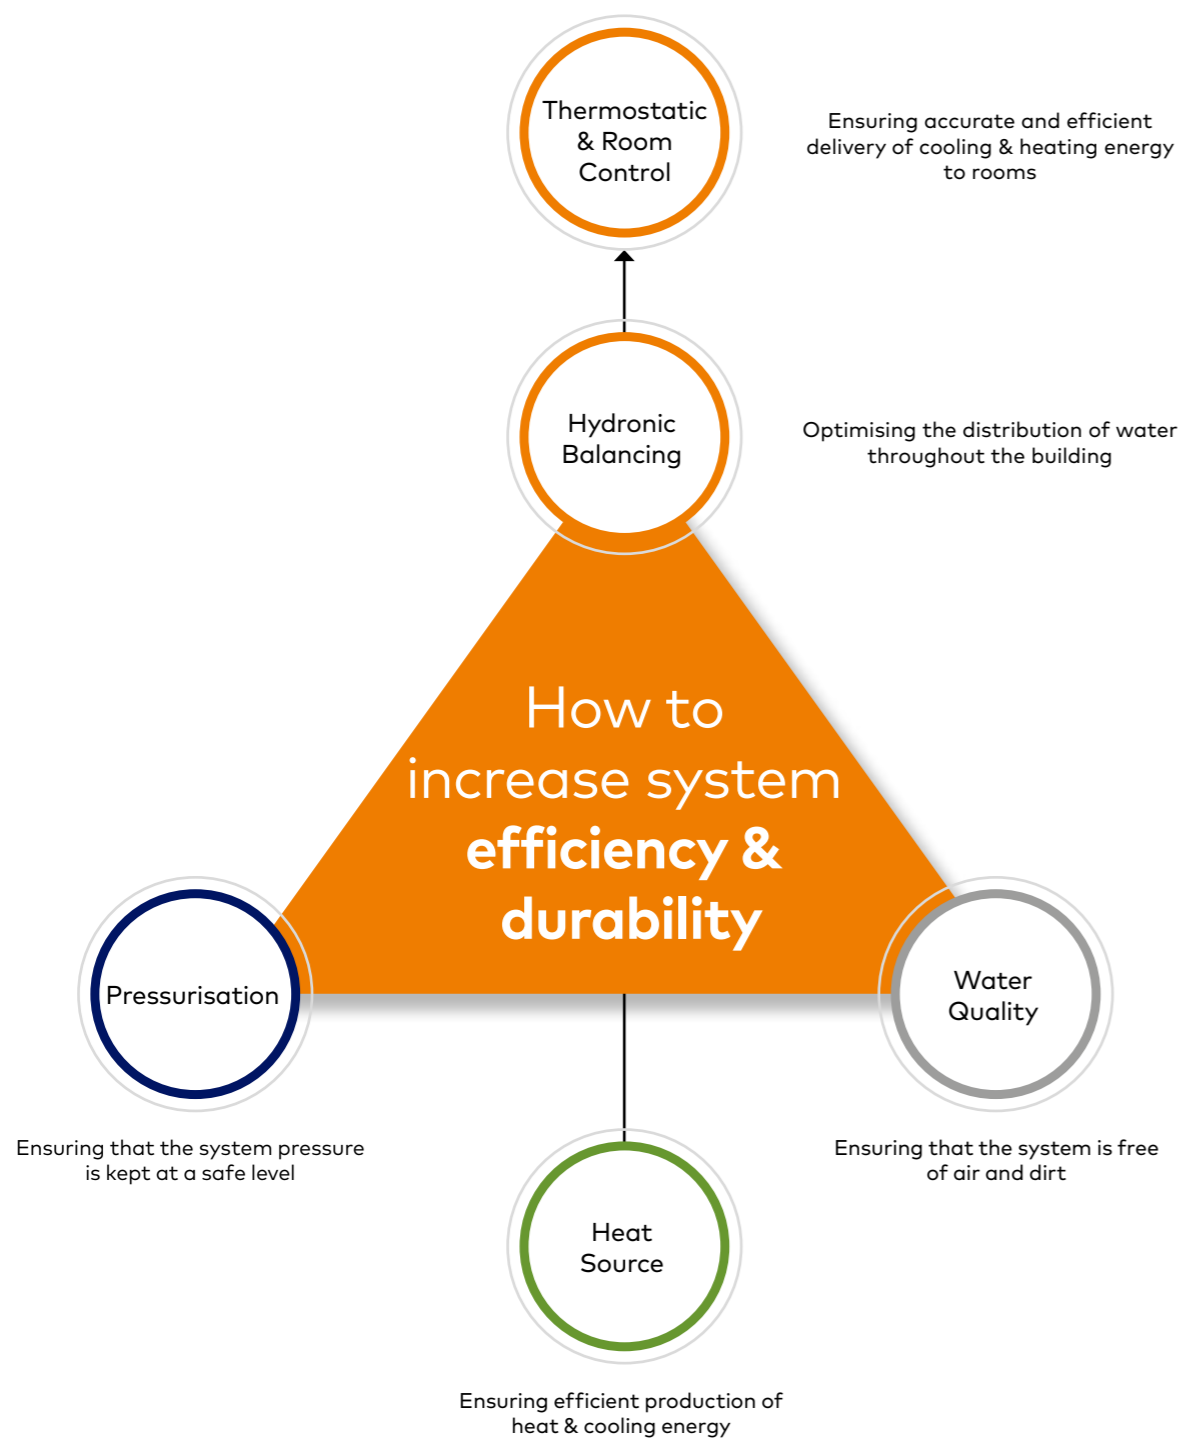 Thermostatic
& Room
Control
Ensuring accurate and efficient
delivery of cooling & heating energy
to rooms
Hydronic
Balancing
Optimising the distribution of water
throughout the building
How to
increase system
efficiency &
durability
Pressurisation
Ensuring that the system pressure
is kept at a safe level
Water
Quality
Ensuring that the system is free
of air and dirt
Heat
Source
Ensuring efficient production of
heat & cooling energy